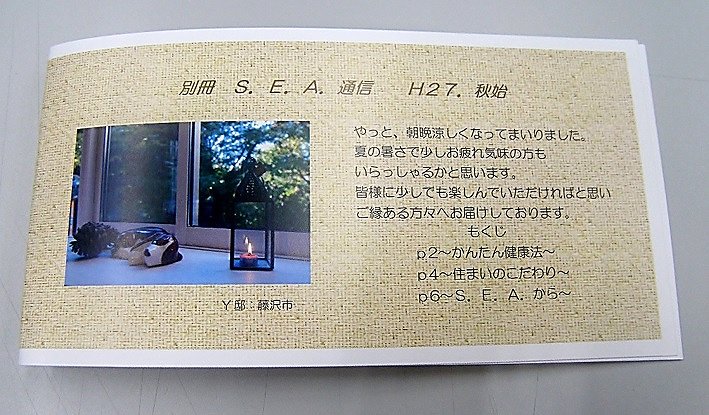 別冊 S．E．A．通信 H27．秋始
やっと、朝晩涼しくなってまいりました。
夏の暑さで少しお疲れ気味の方も
いらっしゃるかと思います。
皆様に少しでも楽しんでいただければと思い
ご縁ある方々へお届けしております。
もくじ
p2～かんたん健康法～
p4～住まいのこだわり～
p6～S．E．A．から～
Y邸：藤沢市